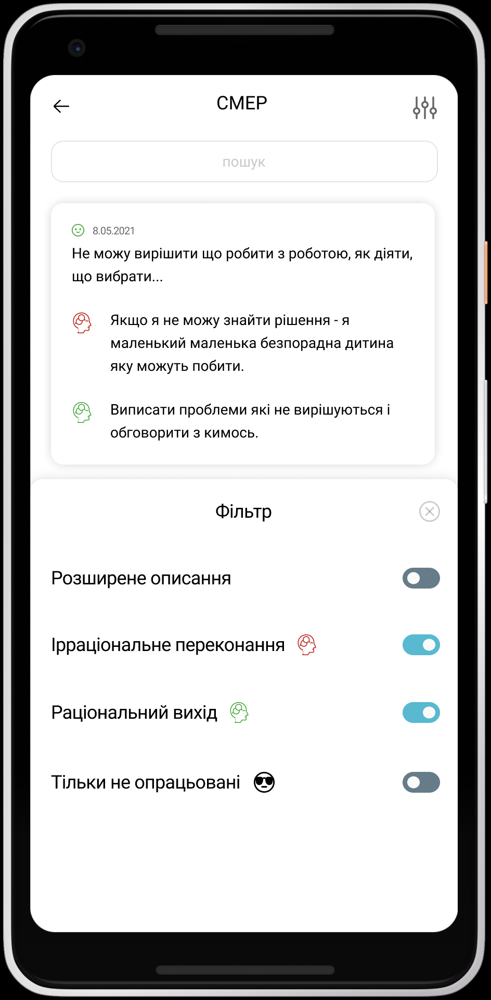 СМЕР
пошук
8.05.2021
Не можу вирішити що робити з роботою, як діяти,
що вибрати...
Якщо я не можу знайти рішення - я
маленький маленька безпорадна дитина
яку можуть побити.
Виписати проблеми які не вирішуються і
обговорити з кимось.
Фільтр
Розширене описання
Ірраціональне переконання
Раціональний вихід
Тільки не опрацьовані